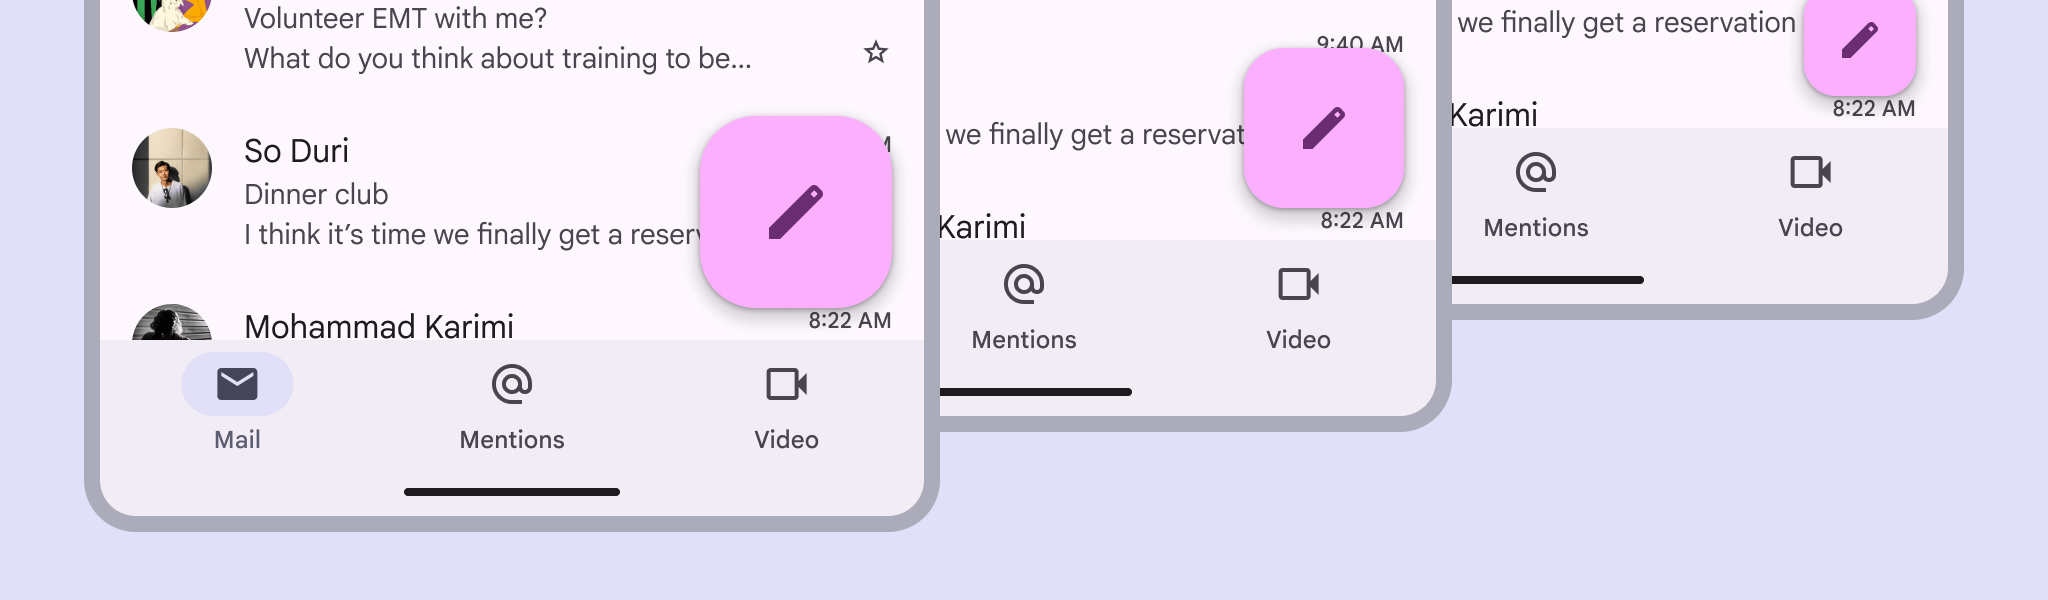 Volunteer EMT with me?
What do you think about training to be...
So Duri
Dinner club
I think it’s time we finally get a
Mohammad Karimi
8:22 AM
Mail
Mentions
Video
9:40 AM
we finally get a
Karimi
8:22 AM
Mentions
Video
we finally get a reservation
Karimi
8:22 AM
Mentions
Video